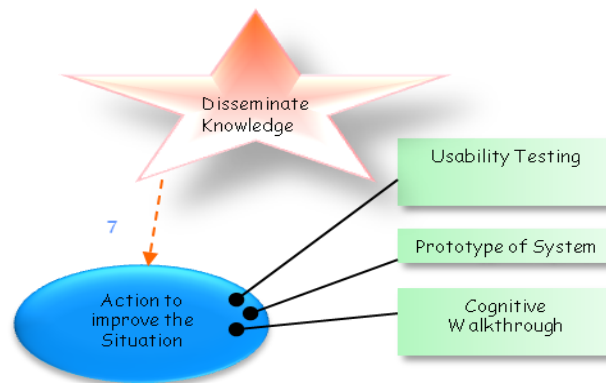 Disseminate
Knowledge
Usability Testing
7
Prototype of System
Action to
improve the
Situation
Cognitive
Walkthrough